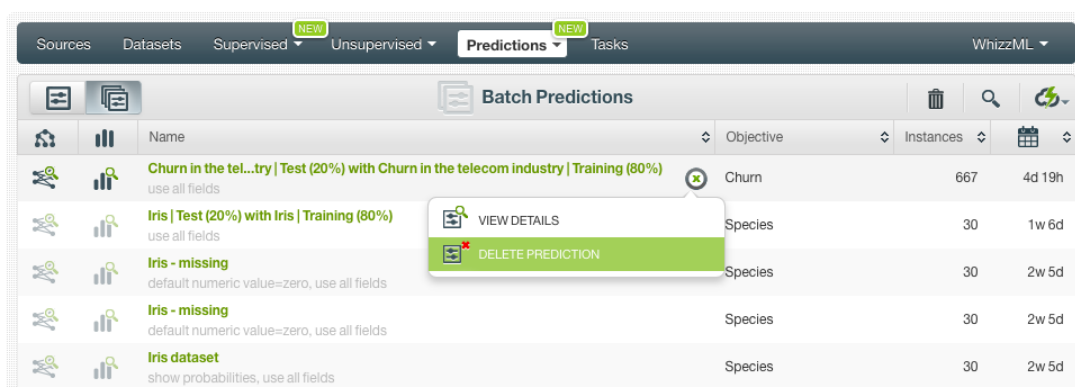 NEW NEW
Sources Datasets Supervised Unsupervised Predictions Tasks WhizzML
Batch Predictions
Name Objective Instances
Churn in the tel...try | Test (20%) with Churn in the telecom industry | Training (80%) Churn 667 4d 19h
use all fields
Iris | Test (20%) with Iris | Training (80%) Species 30 1w 6d
use all fields
VIEW DETAILS
DELETE PREDICTION
Iris - missing Species 30 2w 5d
default numeric value=zero, use all fields
Iris - missing Species 30 2w 5d
default numeric value=zero, use all fields
Iris dataset Species 30 2w 5d
show probabilities, use all fields